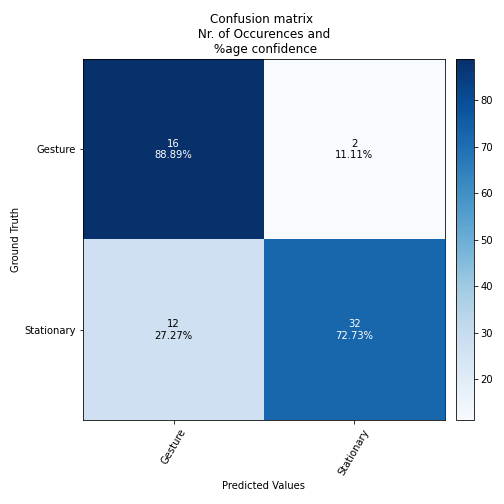 Confusion matrix
Nr. of Occurences and
%age confidence
Ground Truth
Gesture
16
88.89%
2
11.11%
Stationary
12
27.27%
32
72.73%
Gesture
Stationary
Predicted Values
80
70
60
50
40
30
20